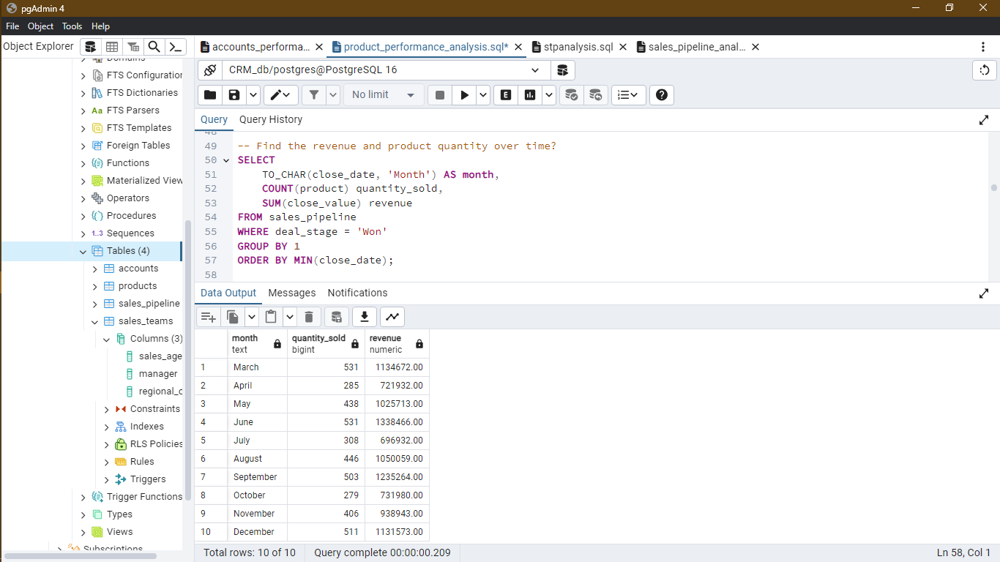 pgAdmin 4
File Object Tools Help
Object Explorer
accounts_performa...
product_performance_analysis.sql*
stpanalysis.sql
sales_pipeline_anal...
CRM_db/postgres@PostgreSQL 16
No limit
E
Query Query History
49 -- Find the revenue and product quantity over time?
50 SELECT
51 TO_CHAR(close_date, 'Month') AS month,
52 COUNT(product) quantity_sold,
53 SUM(close_value) revenue
54 FROM sales_pipeline
55 WHERE deal_stage = 'Won'
56 GROUP BY 1
57 ORDER BY MIN(close_date);
58
Domains
FTS Configuration
FTS Dictionaries
Aa FTS Parsers
FTS Templates
Foreign Tables
Functions
Materialized View
Operators
Procedures
1..3 Sequences
Tables (4)
accounts
products
sales_pipeline
sales_teams
Columns (3)
sales_age
manager
regional_o
Constraints
Indexes
RLS Policies
Rules
Triggers
Trigger Functions
Types
Views
Subscriptions
Data Output Messages Notifications
month quantity_sold revenue
text bigint numeric
1 March 531 1134672.00
2 April 285 721932.00
3 May 438 1025713.00
4 June 531 1338466.00
5 July 308 696932.00
6 August 446 1050059.00
7 September 503 1235264.00
8 October 279 731980.00
9 November 406 938943.00
10 December 511 1131573.00
Total rows: 10 of 10 Query complete 00:00:00.209 Ln 58, Col 1